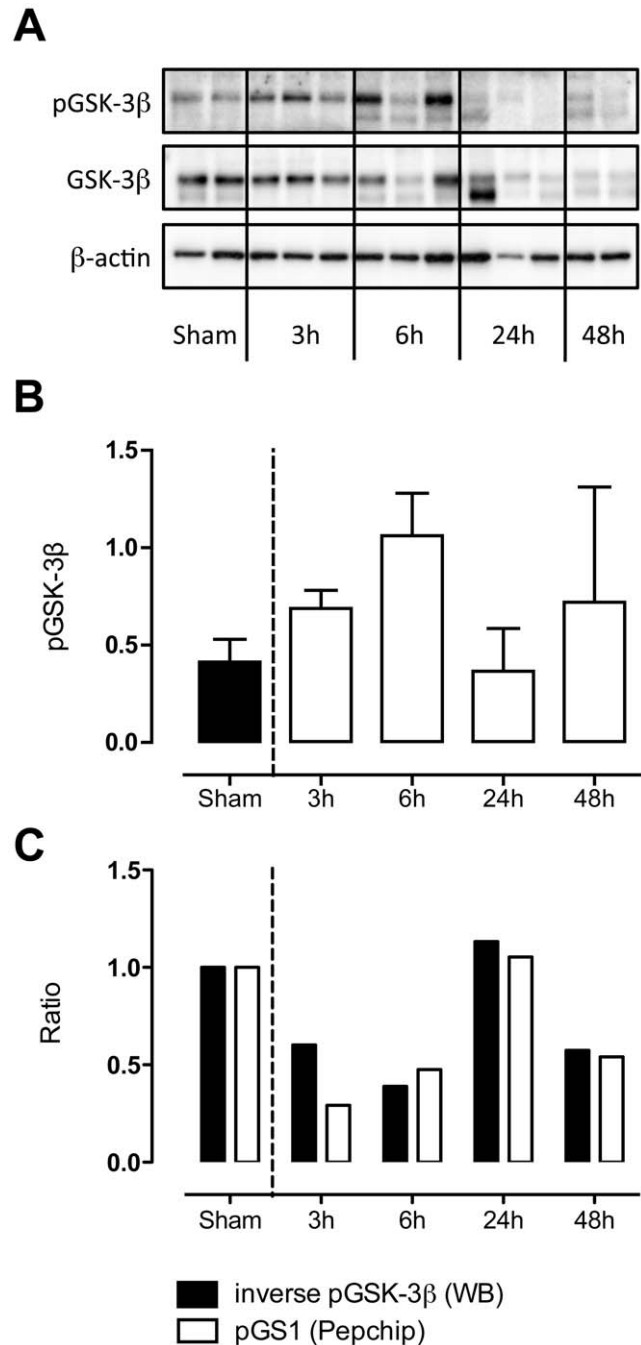 A
pGSK-3β
GSK-3β
β-actin
Sham 3h 6h 24h 48h
B
pGSK-3β
1.5
1.0
0.5
0.0
Sham 3h 6h 24h 48h
C
Ratio
1.5
1.0
0.5
0.0
Sham 3h 6h 24h 48h
inverse pGSK-3β (WB)
pGS1 (Pepchip)